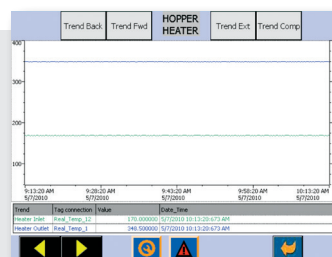 Trend Back Trend Fwd HOPPER HEATER Trend Ext Trend Comp
400
300
200
100
9:13:20 AM 9:28:20 AM 9:43:20 AM 9:58:20 AM 10:13:20 AM
5/7/2010 5/7/2010 5/7/2010 5/7/2010 5/7/2010
Trend Tag connection Value Date_Time
Heater Inlet Real_Temp_12 170.000000 5/7/2010 10:13:20:673 AM
Heater Outlet Real_Temp_1 348.500000 5/7/2010 10:13:20:673 AM